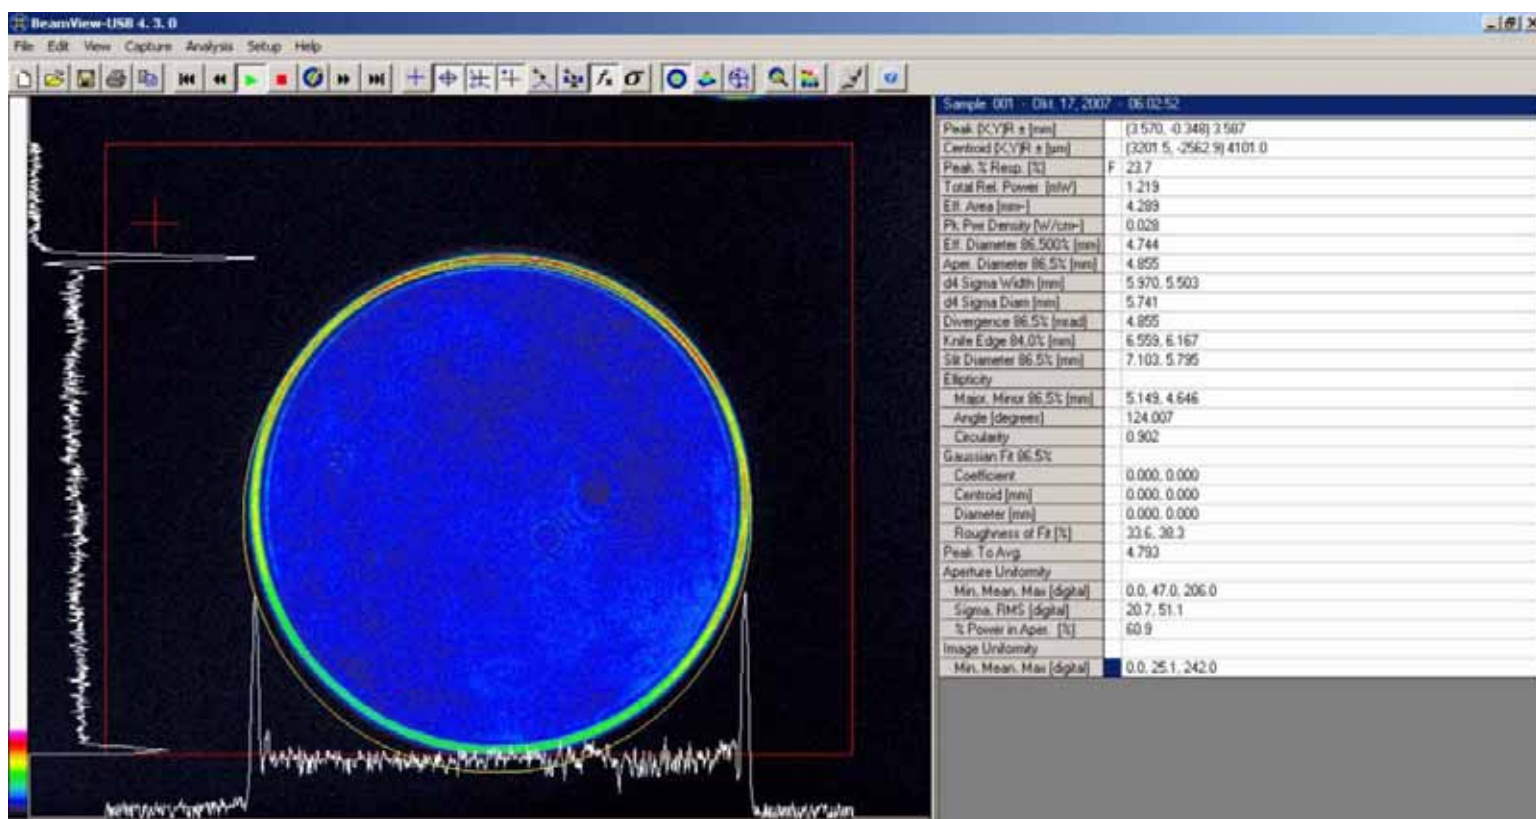 BeamView-USB 4.3.0
File Edit View Capture Analysis Setup Help
Sample 001 - Okt. 17, 2007 - 06:02:52
Peak (X,Y)R ± [mm] (3.570, -0.348) 3.587
Centroid (X,Y)R ± [µm] (3201.5, -2562.9) 4101.0
Peak % Resp. [%] F 23.7
Total Rel. Power [mW] 1.219
Eff. Area 4.289
Pk Pwr Density 0.028
Eff. Diameter 86.500% [mm] 4.744
Aper. Diameter 86.5% [mm] 4.855
d4 Sigma Width [mm] 5.970, 5.503
d4 Sigma Diam [mm] 5.741
Divergence 86.5% [mrad] 4.855
Knife Edge 84.0% [mm] 6.559, 6.167
Slit Diameter 86.5% [mm] 7.103, 5.795
Ellipticity
Major, Minor 86.5% [mm] 5.149, 4.646
Angle [degrees] 124.007
Circularity 0.902
Gaussian Fit 86.5%
Coefficient 0.000, 0.000
Centroid [mm] 0.000, 0.000
Diameter [mm] 0.000, 0.000
Roughness of Fit [%] 33.6, 38.3
Peak To Avg. 4.793
Aperture Uniformity
Min, Mean, Max [digital] 0.0, 47.0, 206.0
Sigma, RMS [digital] 20.7, 51.1
% Power in Aper. [%] 60.9
Image Uniformity
Min, Mean, Max [digital] 0.0, 25.1, 242.0